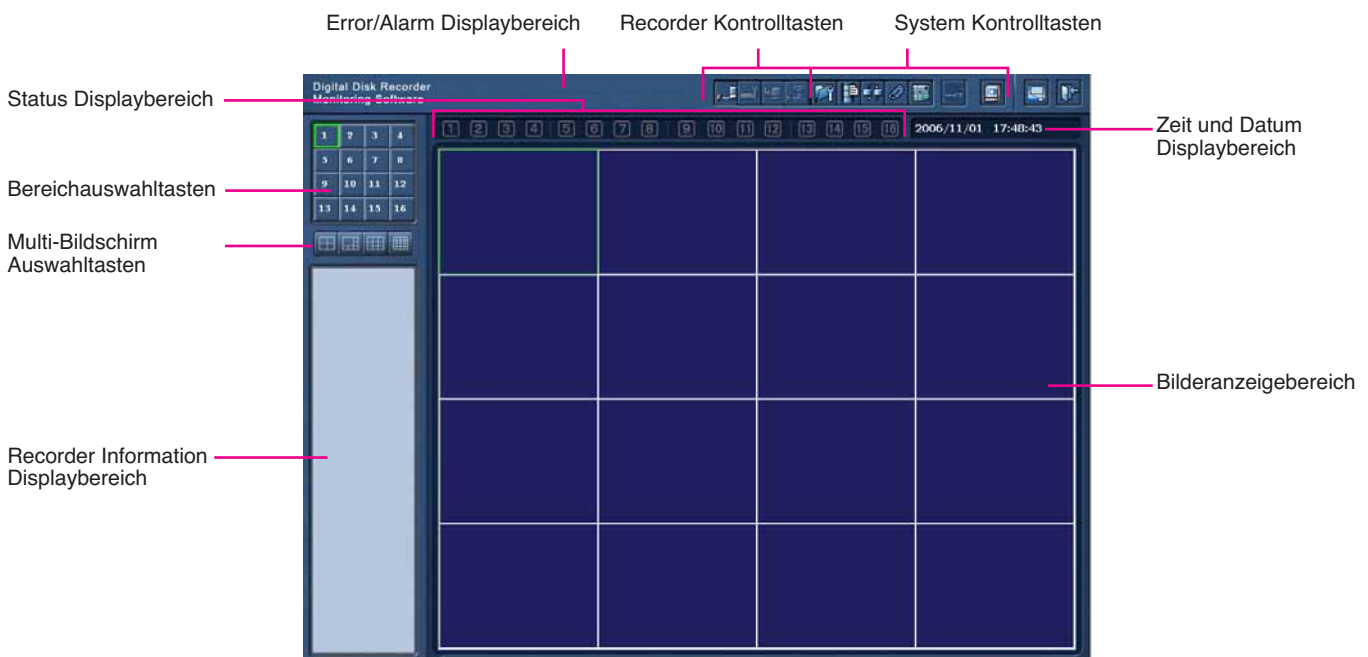 Error/Alarm Displaybereich
Recorder Kontrolltasten
System Kontrolltasten
Digital Disk Recorder
Monitoring Software
Status Displaybereich
1 2 3 4 5 6 7 8 9 10 11 12 13 14 15 16
2006/11/01 17:48:43
Zeit und Datum
Displaybereich
1 2 3 4
5 6 7 8
9 10 11 12
13 14 15 16
Bereichauswahltasten
Multi-Bildschirm
Auswahltasten
Bilderanzeigebereich
Recorder Information
Displaybereich